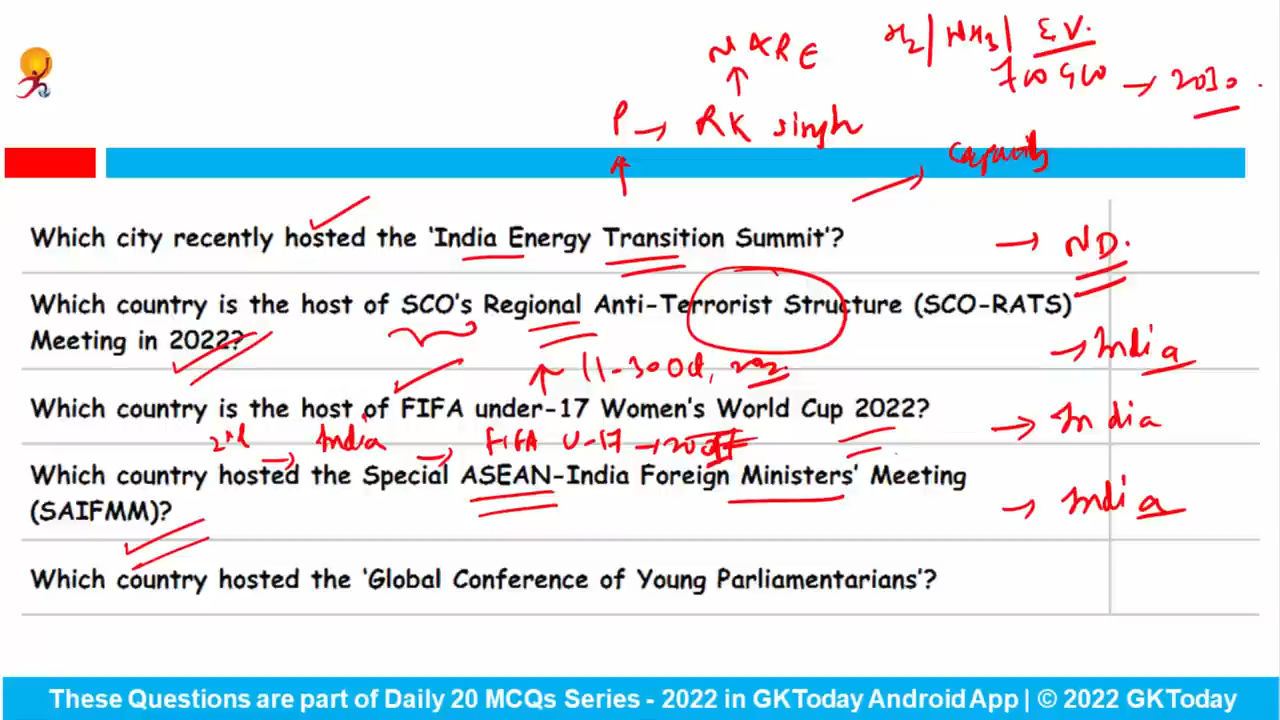 N &RE
H2 | NH3 | E.V.
700 GW → 2030.
P → RK Singh
Capacity
Which city recently hosted the 'India Energy Transition Summit'?
→ ND.
Which country is the host of SCO's Regional Anti-Terrorist Structure (SCO-RATS)
Meeting in 2022?
→ India
11-30 Oct,
Which country is the host of FIFA under-17 Women's World Cup 2022?
→ India
2nd → India → FIFA U-17 →
Which country hosted the Special ASEAN-India Foreign Ministers' Meeting
(SAIFMM)?
→ India
Which country hosted the 'Global Conference of Young Parliamentarians'?
These Questions are part of Daily 20 MCQs Series - 2022 in GKToday Android App | © 2022 GKToday